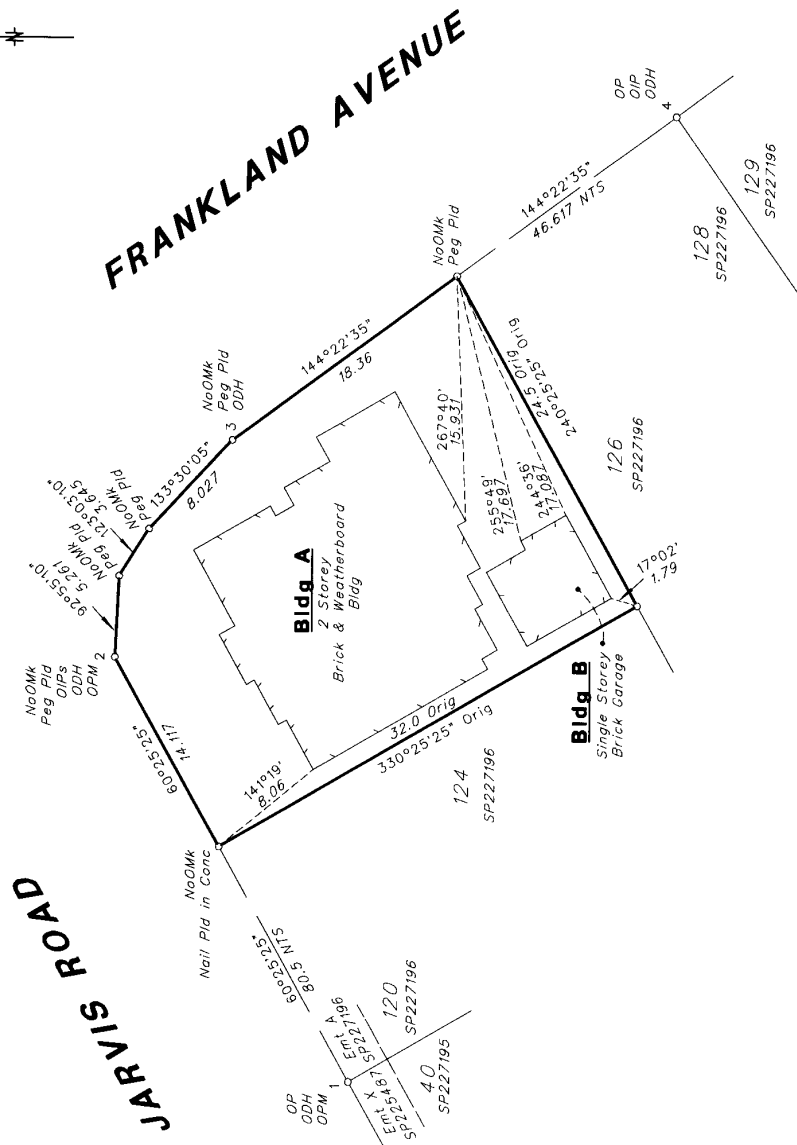 N
FRANKLAND AVENUE
JARVIS ROAD
OP
OIP
ODH
4
144°22'35"
46.617 NTS
129
SP227196
128
SP227196
NoOMk
Peg Pld
144°22'35"
18.36
NoOMk
Peg Pld
ODH
3
133°30'05"
8.027
NoOMk
Peg Pld
123°03'10"
3.645
NoOMk
Peg Pld
92°55'10"
5.261
NoOMk
Peg Pld
OIPs
ODH
OPM
2
60°25'25"
14.117
NoOMk
Nail Pld in Conc
141°19'
8.06
Bldg A
2 Storey
Brick & Weatherboard
Bldg
267°40'
15.931
255°49'
17.697
244°36'
17.087
24.5 Orig
240°25'25" Orig
126
SP227196
17°02'
1.79
Bldg B
Single Storey
Brick Garage
32.0 Orig
330°25'25" Orig
124
SP227196
60°25'25"
80.5 NTS
OP
ODH
OPM
1
Emt A
SP227196
120
SP227196
Emt X
SP225487
40
SP227195